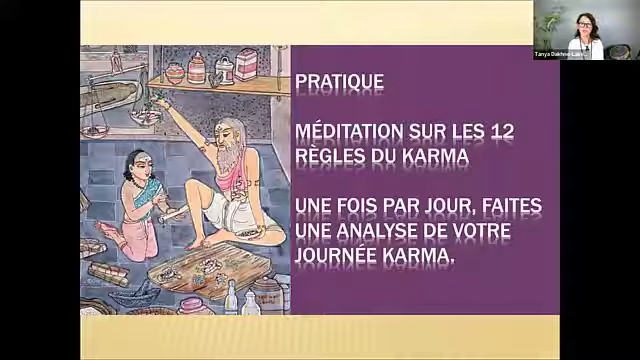 PRATIQUE
MÉDITATION SUR LES 12
RÈGLES DU KARMA
UNE FOIS PAR JOUR, FAITES
UNE ANALYSE DE VOTRE
JOURNÉE KARMA.